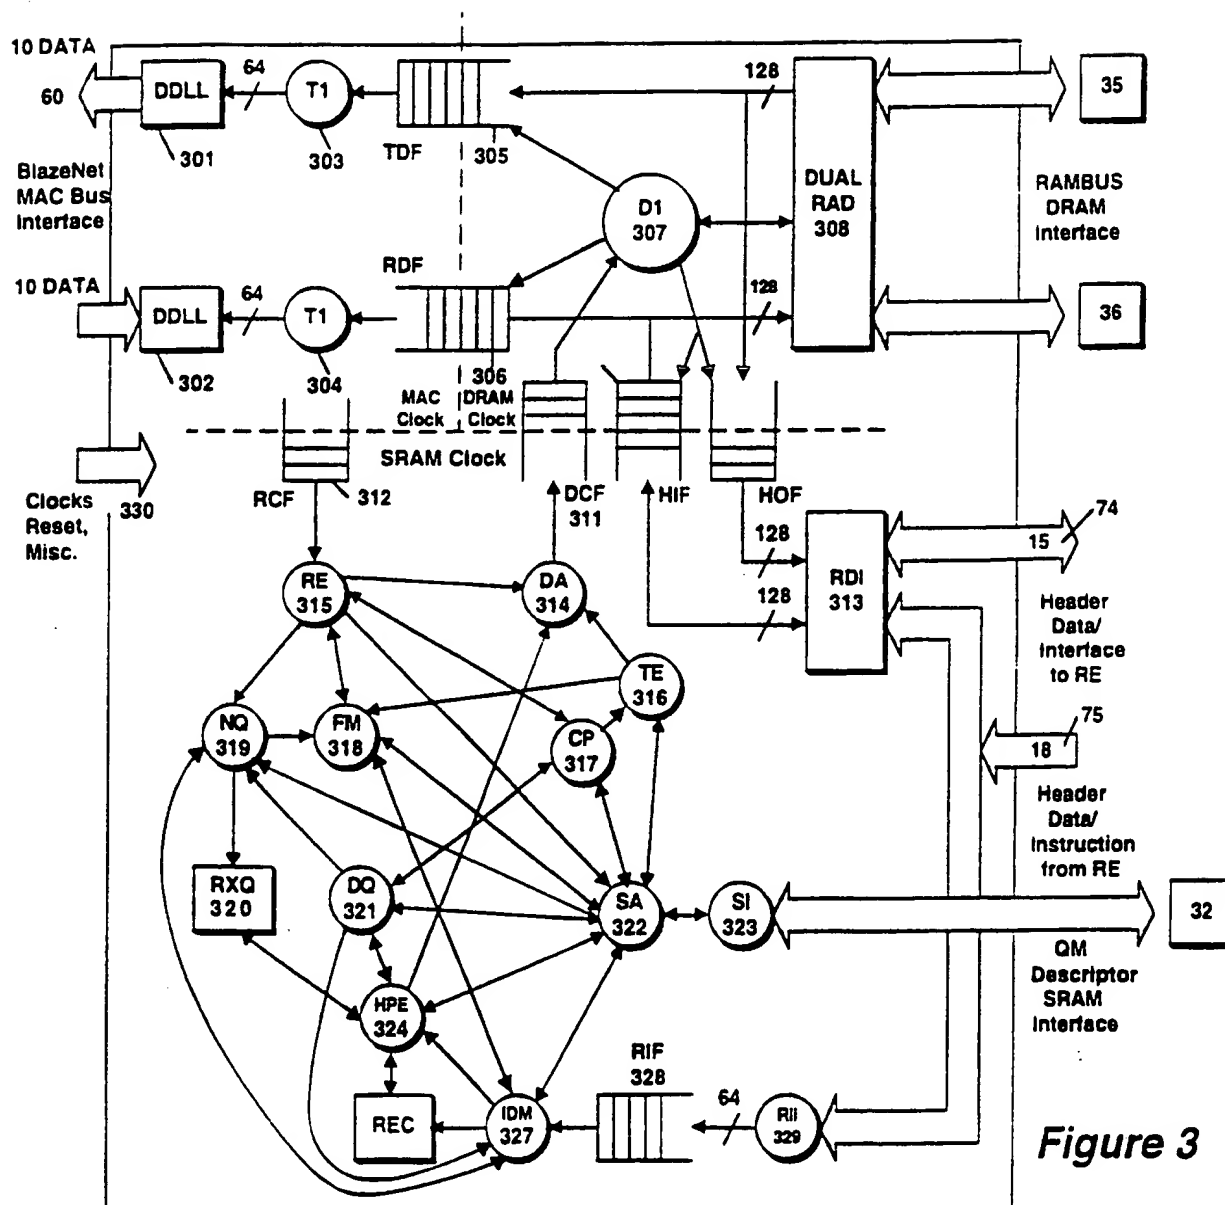 10 DATA
60
DDLL
301
64
T1
303
TDF
305
128
DUAL
RAD
308
35
BlazeNet
MAC Bus
Interface
D1
307
RAMBUS
DRAM
Interface
10 DATA
DDLL
302
64
T1
304
RDF
306
128
36
MAC
Clock
DRAM
Clock
SRAM Clock
Clocks
Reset,
Misc.
330
RCF
312
DCF
311
HIF
HOF
128
128
RDI
313
15
74
Header
Data/
Interface
to RE
RE
315
DA
314
TE
316
NQ
319
FM
318
CP
317
18
75
Header
Data/
Instruction
from RE
RXQ
320
DQ
321
SA
322
SI
323
32
QM
Descriptor
SRAM
Interface
HPE
324
REC
IDM
327
RIF
328
64
RII
329
Figure 3